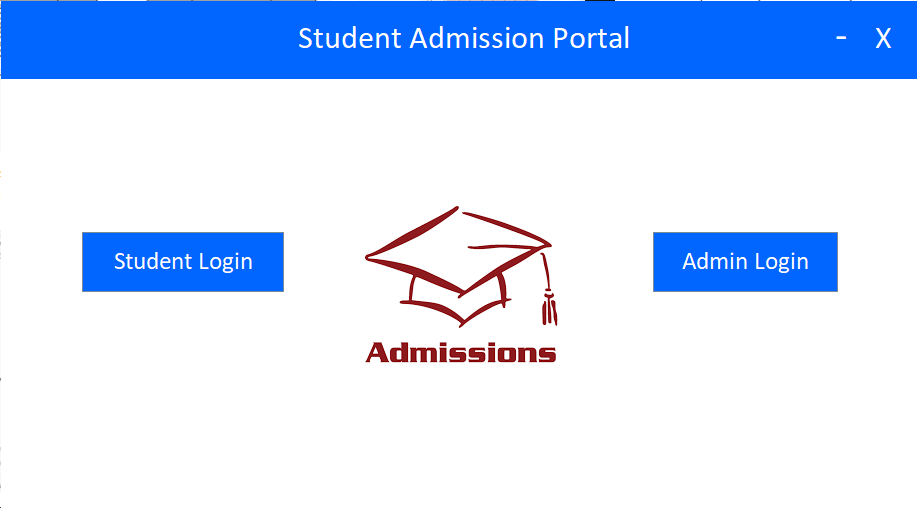 Student Admission Portal
- X
Student Login
Admin Login
Admissions